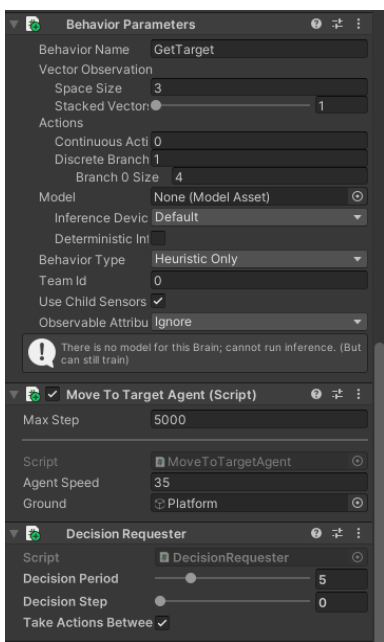 Behavior Parameters
Behavior Name GetTarget
Vector Observation
Space Size 3
Stacked Vectors 1
Actions
Continuous Acti 0
Discrete Branch 1
Branch 0 Size 4
Model None (Model Asset)
Inference Devic Default
Deterministic Inf
Behavior Type Heuristic Only
Team Id 0
Use Child Sensors
Observable Attribu Ignore
There is no model for this Brain; cannot run inference. (But
can still train)
Move To Target Agent (Script)
Max Step 5000
Script MoveToTargetAgent
Agent Speed 35
Ground Platform
Decision Requester
Script DecisionRequester
Decision Period 5
Decision Step 0
Take Actions Betwee